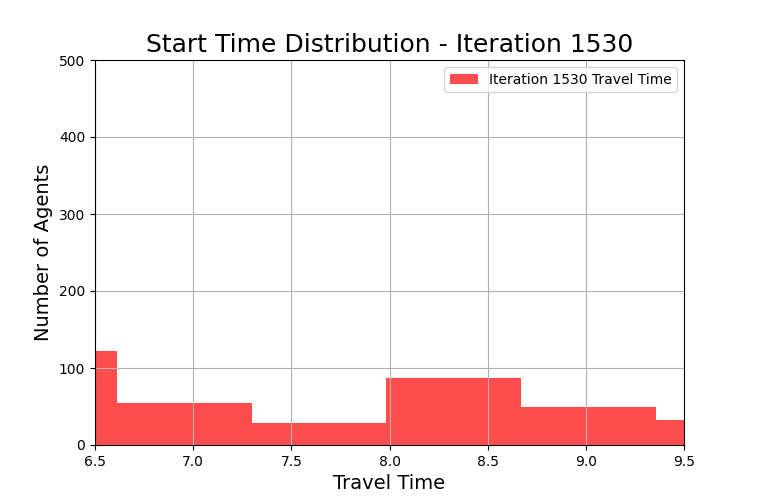 Start Time Distribution - Iteration 1530
500
400
300
200
100
0
Number of Agents
Iteration 1530 Travel Time
6.5 7.0 7.5 8.0 8.5 9.0 9.5
Travel Time